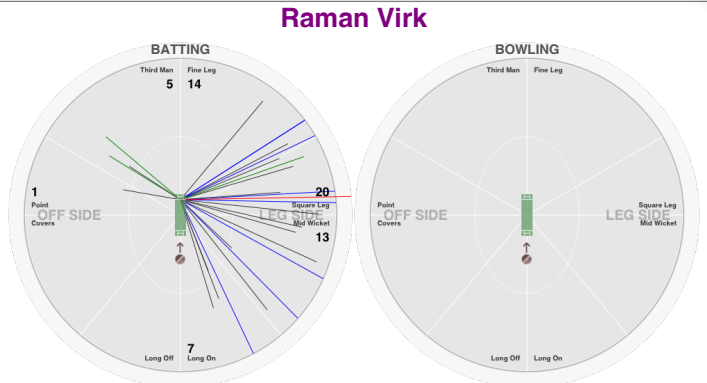 Raman Virk
BATTING
Third Man
Fine Leg
5
14
1
Point
Covers
OFF SIDE
20
Square Leg
LEG SIDE
Mid Wicket
13
7
Long Off
Long On
BOWLING
Third Man
Fine Leg
Point
Covers
OFF SIDE
Square Leg
LEG SIDE
Mid Wicket
Long Off
Long On